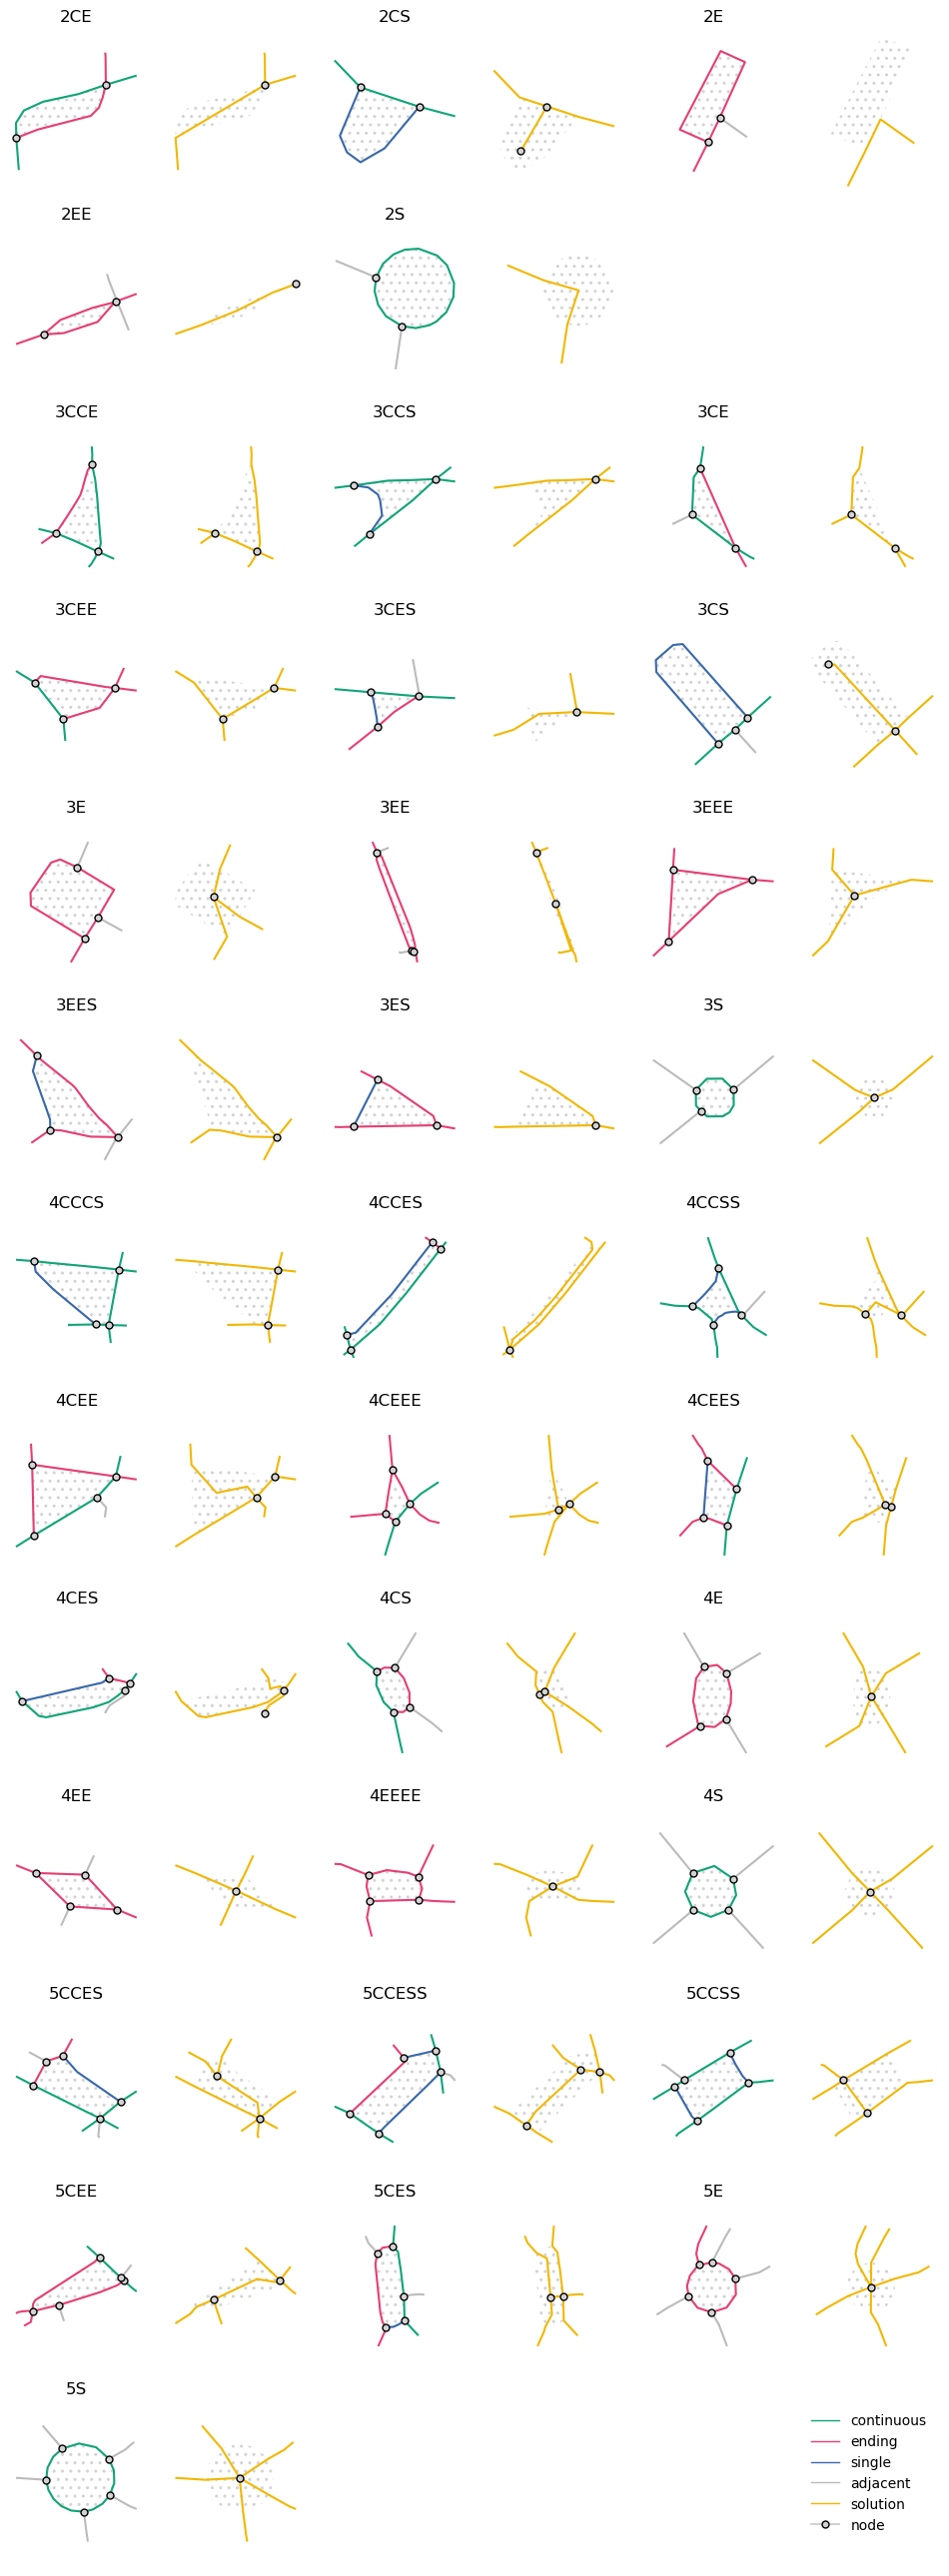 2CE 2CS 2E
2EE 2S
3CCE 3CCS 3CE
3CEE 3CES 3CS
3E 3EE 3EEE
3EES 3ES 3S
4CCCS 4CCES 4CCSS
4CEE 4CEEE 4CEES
4CES 4CS 4E
4EE 4EEEE 4S
5CCES 5CCESS 5CCSS
5CEE 5CES 5E
5S
continuous
ending
single
adjacent
solution
node